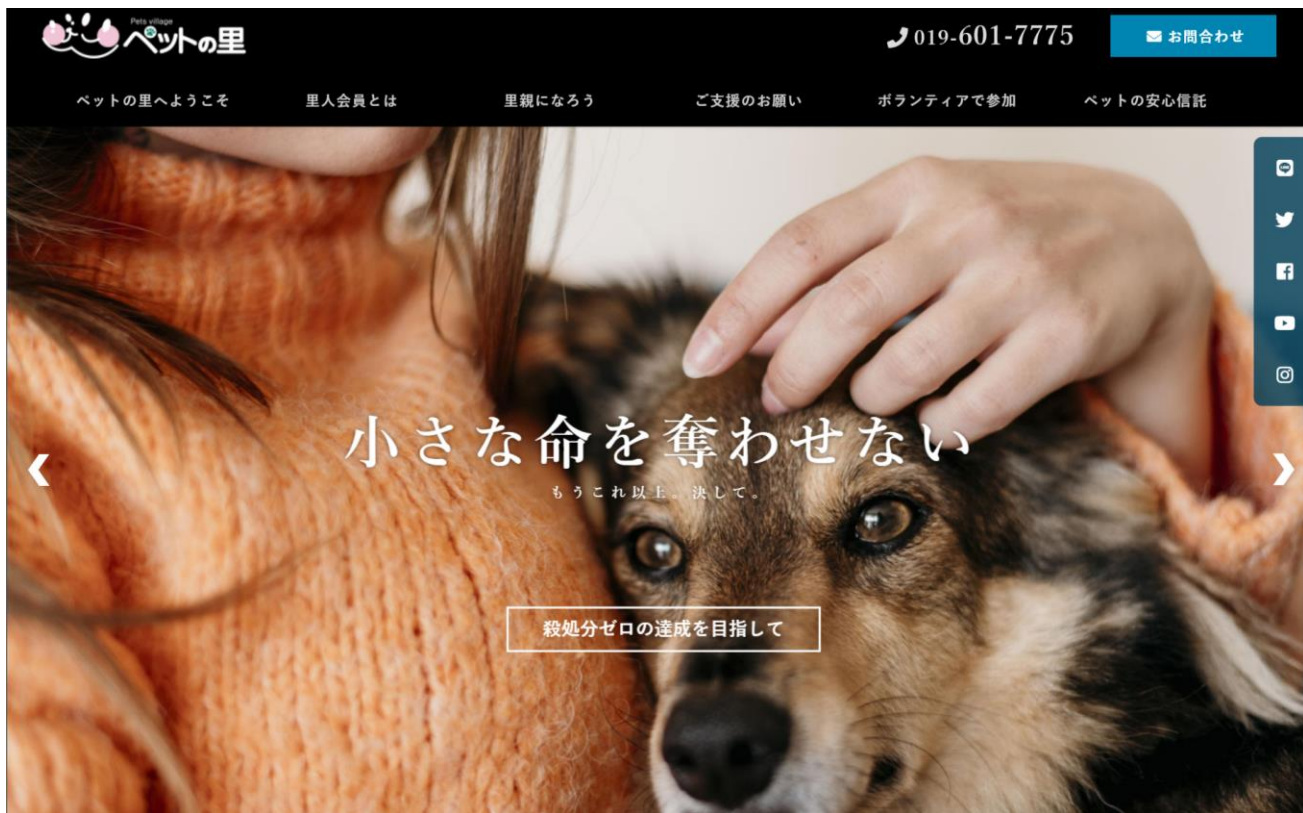 Pets village
ペットの里
019-601-7775
お問合わせ
ペットの里へようこそ
里人会員とは
里親になろう
ご支援のお願い
ボランティアで参加
ペットの安心信託
LINE
小さな命を奪わせない
もうこれ以上。決して。
殺処分ゼロの達成を目指して